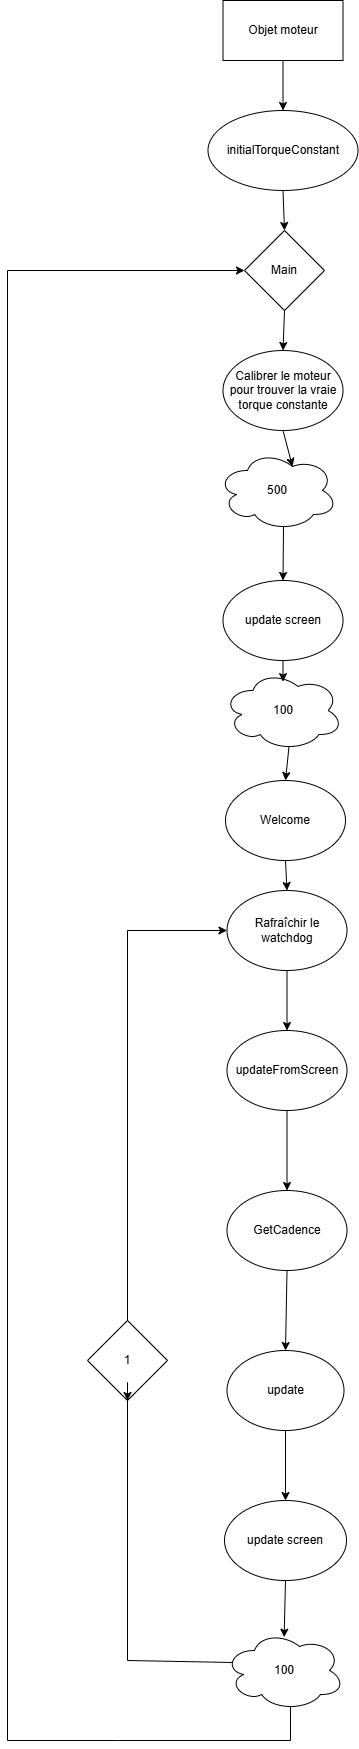 Objet moteur
initialTorqueConstant
Main
Calibrer le moteur
pour trouver la vraie
torque constante
500
update screen
100
Welcome
Rafraîchir le
watchdog
updateFromScreen
GetCadence
1
update
update screen
100